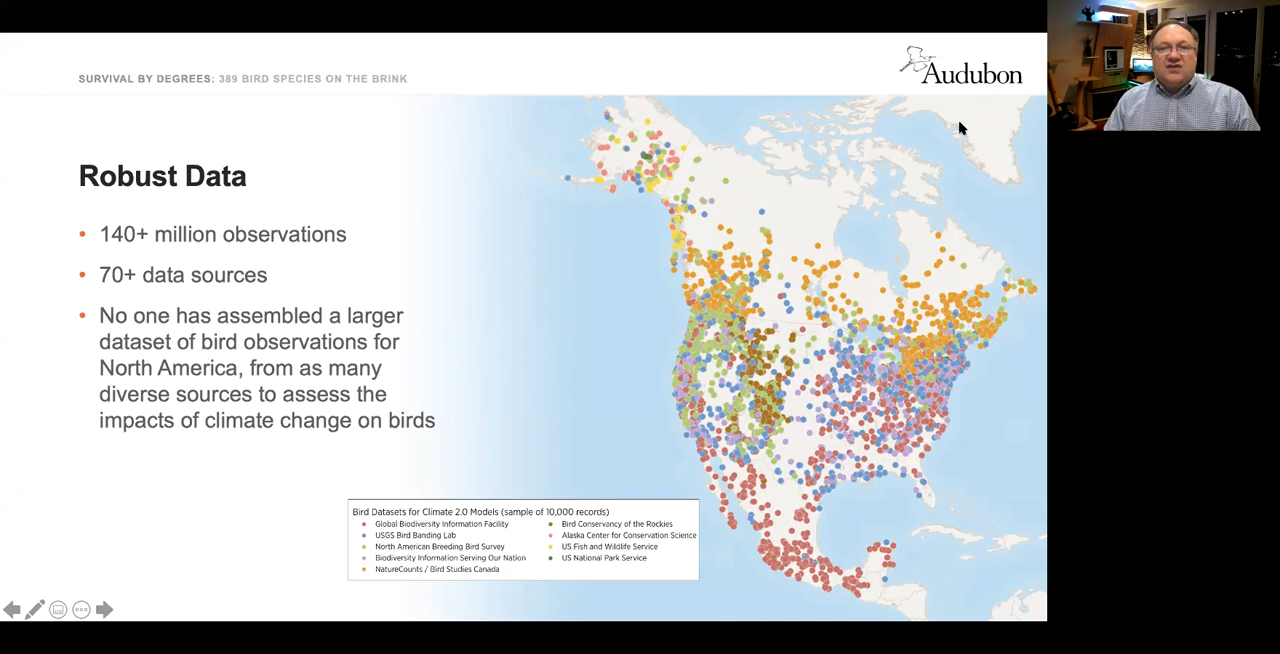 SURVIVAL BY DEGREES: 389 BIRD SPECIES ON THE BRINK
Audubon
Robust Data
• 140+ million observations
• 70+ data sources
• No one has assembled a larger
dataset of bird observations for
North America, from as many
diverse sources to assess the
impacts of climate change on birds
Bird Datasets for Climate 2.0 Models (sample of 10,000 records)
Global Biodiversity Information Facility
USGS Bird Banding Lab
North American Breeding Bird Survey
Biodiversity Information Serving Our Nation
NatureCounts / Bird Studies Canada
Bird Conservancy of the Rockies
Alaska Center for Conservation Science
US Fish and Wildlife Service
US National Park Service